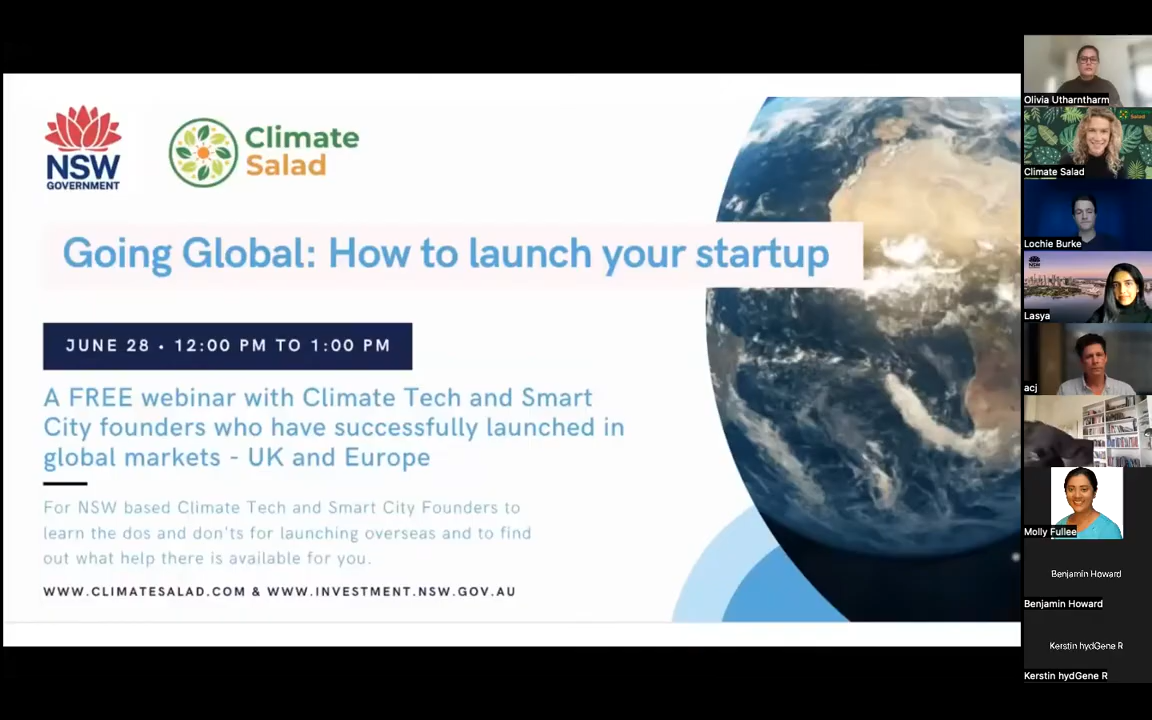 NSW
GOVERNMENT
Climate
Salad
Going Global: How to launch your startup
JUNE 28 • 12:00 PM TO 1:00 PM
A FREE webinar with Climate Tech and Smart
City founders who have successfully launched in
global markets - UK and Europe
For NSW based Climate Tech and Smart City Founders to
learn the dos and don'ts for launching overseas and to find
out what help there is available for you.
WWW.CLIMATESALAD.COM & WWW.INVESTMENT.NSW.GOV.AU
Olivia Utharntharm
Climate Salad
Lochie Burke
Lasya
acj
Molly Fullee
Benjamin Howard
Benjamin Howard
Kerstin hydGene R
Kerstin hydGene R